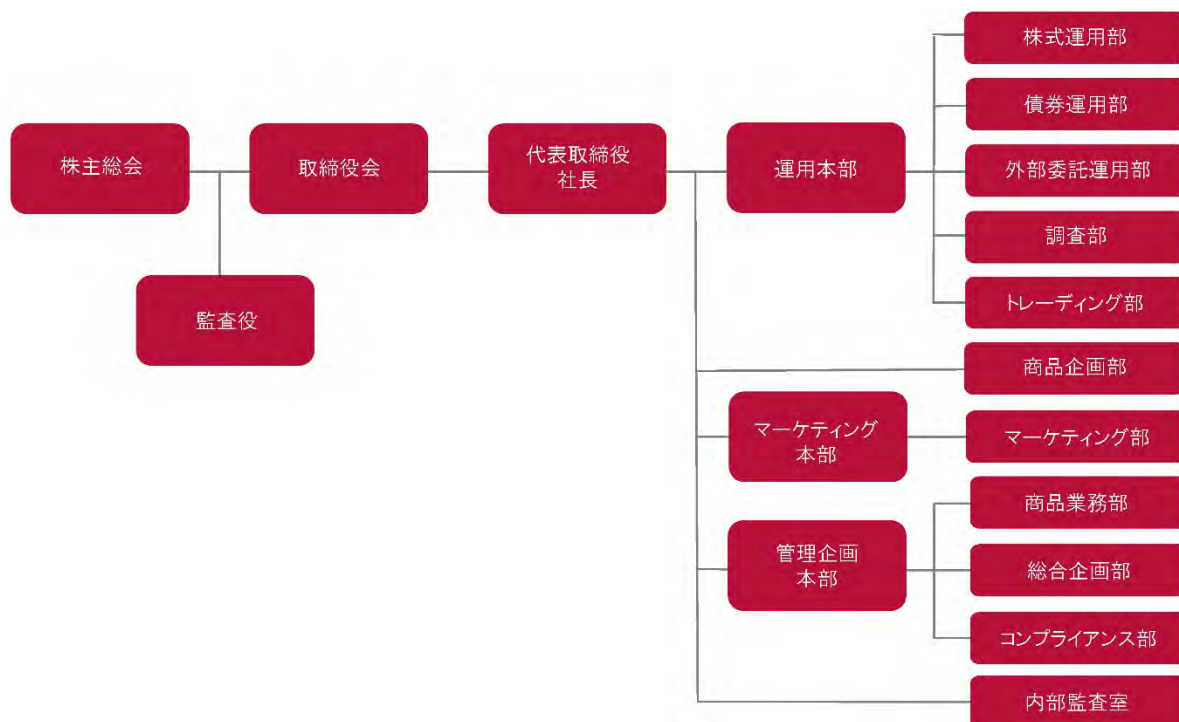 株主総会
取締役会
代表取締役
社長
監査役
運用本部
株式運用部
債券運用部
外部委託運用部
調査部
トレーディング部
商品企画部
マーケティング
本部
マーケティング部
管理企画
本部
商品業務部
総合企画部
コンプライアンス部
内部監査室